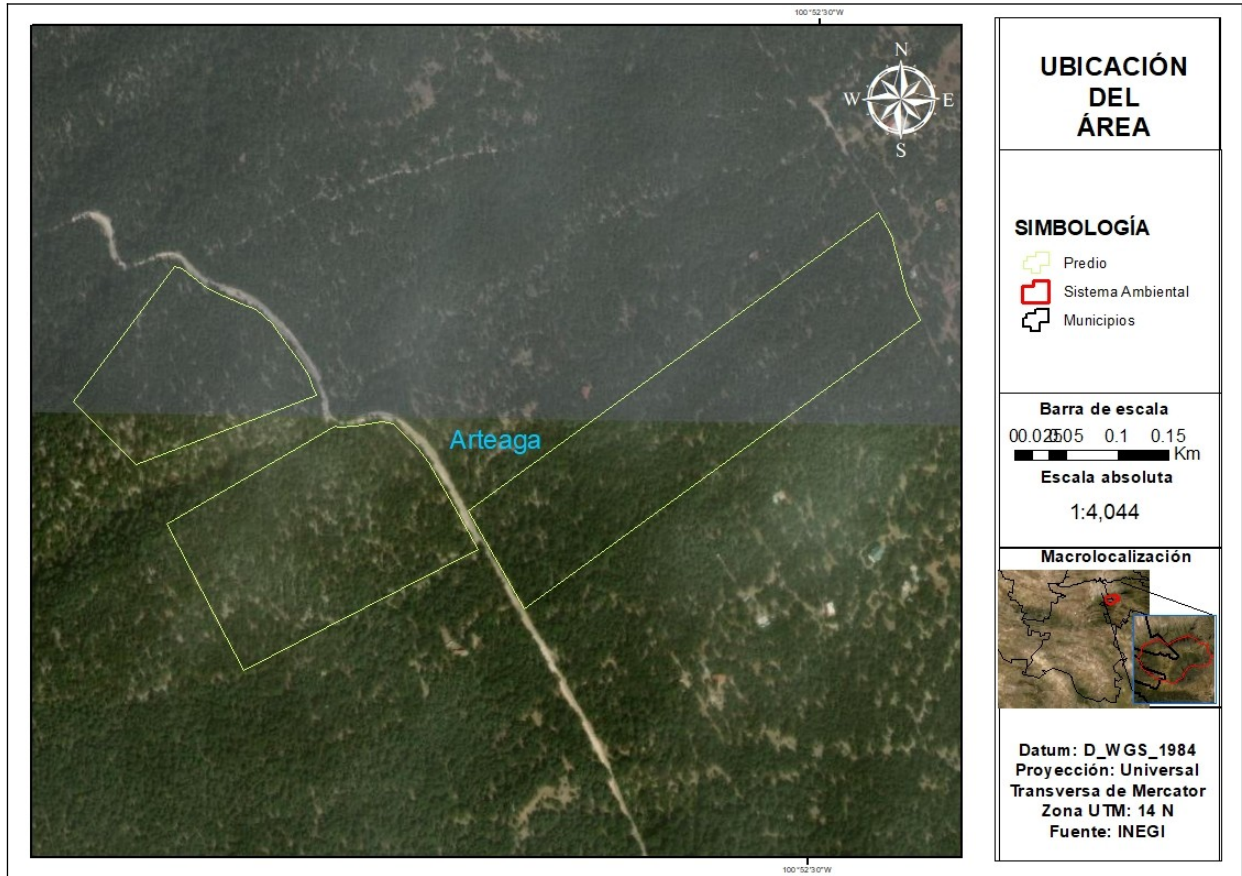 100°52'30"W
N
W E
S
Arteaga
100°52'30"W
UBICACIÓN
DEL
ÁREA
SIMBOLOGÍA
Predio
Sistema Ambiental
Municipios
Barra de escala
0.1 0.15
Km
Escala absoluta
1:4,044
Macrolocalización
Datum: D_WGS_1984
Proyección: Universal
Transversa de Mercator
Zona UTM: 14 N
Fuente: INEGI